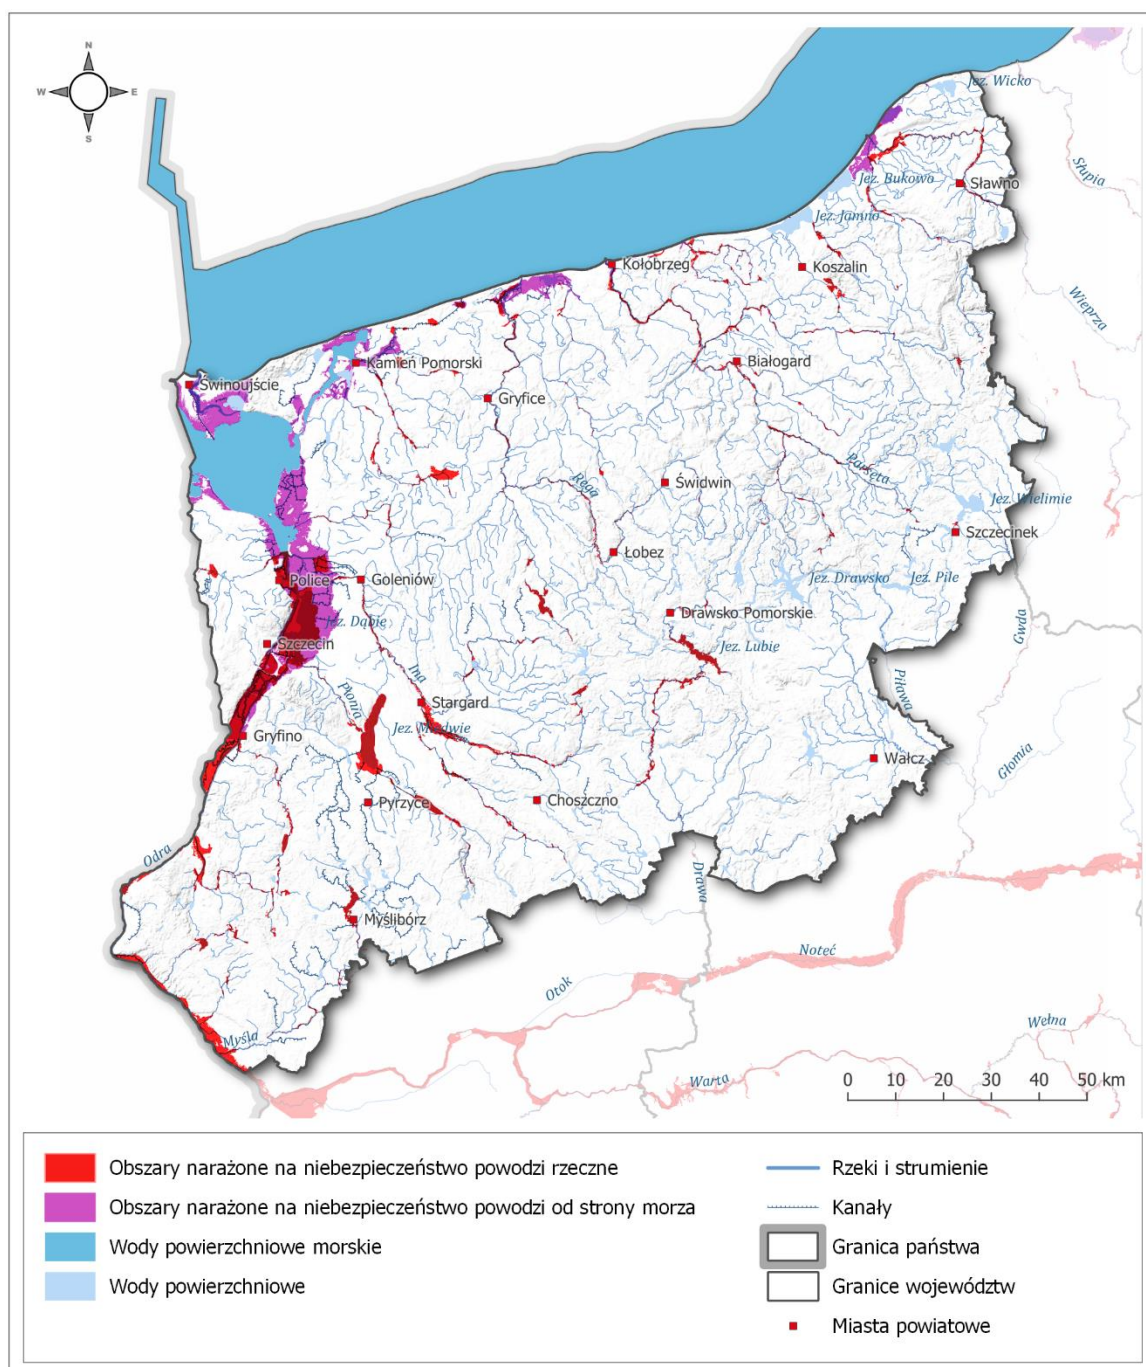 N
W
E
S
Jez. Wicko
Słupia
Jez. Bukowo
Sławno
Jez. Jamno
Kołobrzeg
Koszalin
Wieprza
Kamień Pomorski
Białogard
Świnoujście
Gryfice
Parsęta
Rega
Świdwin
Jez. Wielimie
Szczecinek
Łobez
Police
Goleniów
Jez. Drawsko
Jez. Pile
Drawsko Pomorskie
Jez. Dąbie
Gwda
Szczecin
Jez. Lubie
Ina
Piława
Płonia
Stargard
Jez. Miedwie
Gryfino
Wałcz
Głomia
Pyrzyce
Choszczno
Odra
Drawa
Myślibórz
Noteć
Otok
Wełna
Myśla
Warta
0 10 20 30 40 50 km
Obszary narażone na niebezpieczeństwo powodzi rzeczne
Obszary narażone na niebezpieczeństwo powodzi od strony morza
Wody powierzchniowe morskie
Wody powierzchniowe
Rzeki i strumienie
Kanały
Granica państwa
Granice województw
Miasta powiatowe